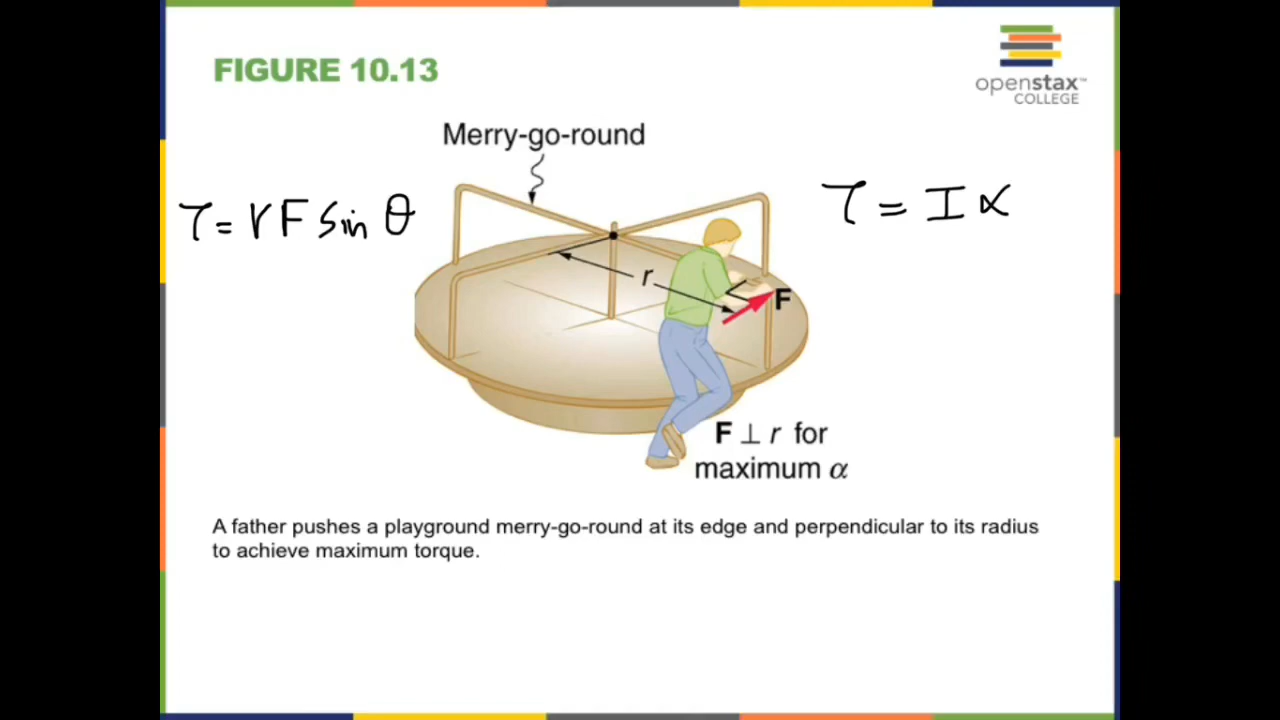 FIGURE 10.13
openstax™
COLLEGE
Merry-go-round
τ = r F sin θ
τ = I α
r
F
F ⊥ r for
maximum α
A father pushes a playground merry-go-round at its edge and perpendicular to its radius
to achieve maximum torque.